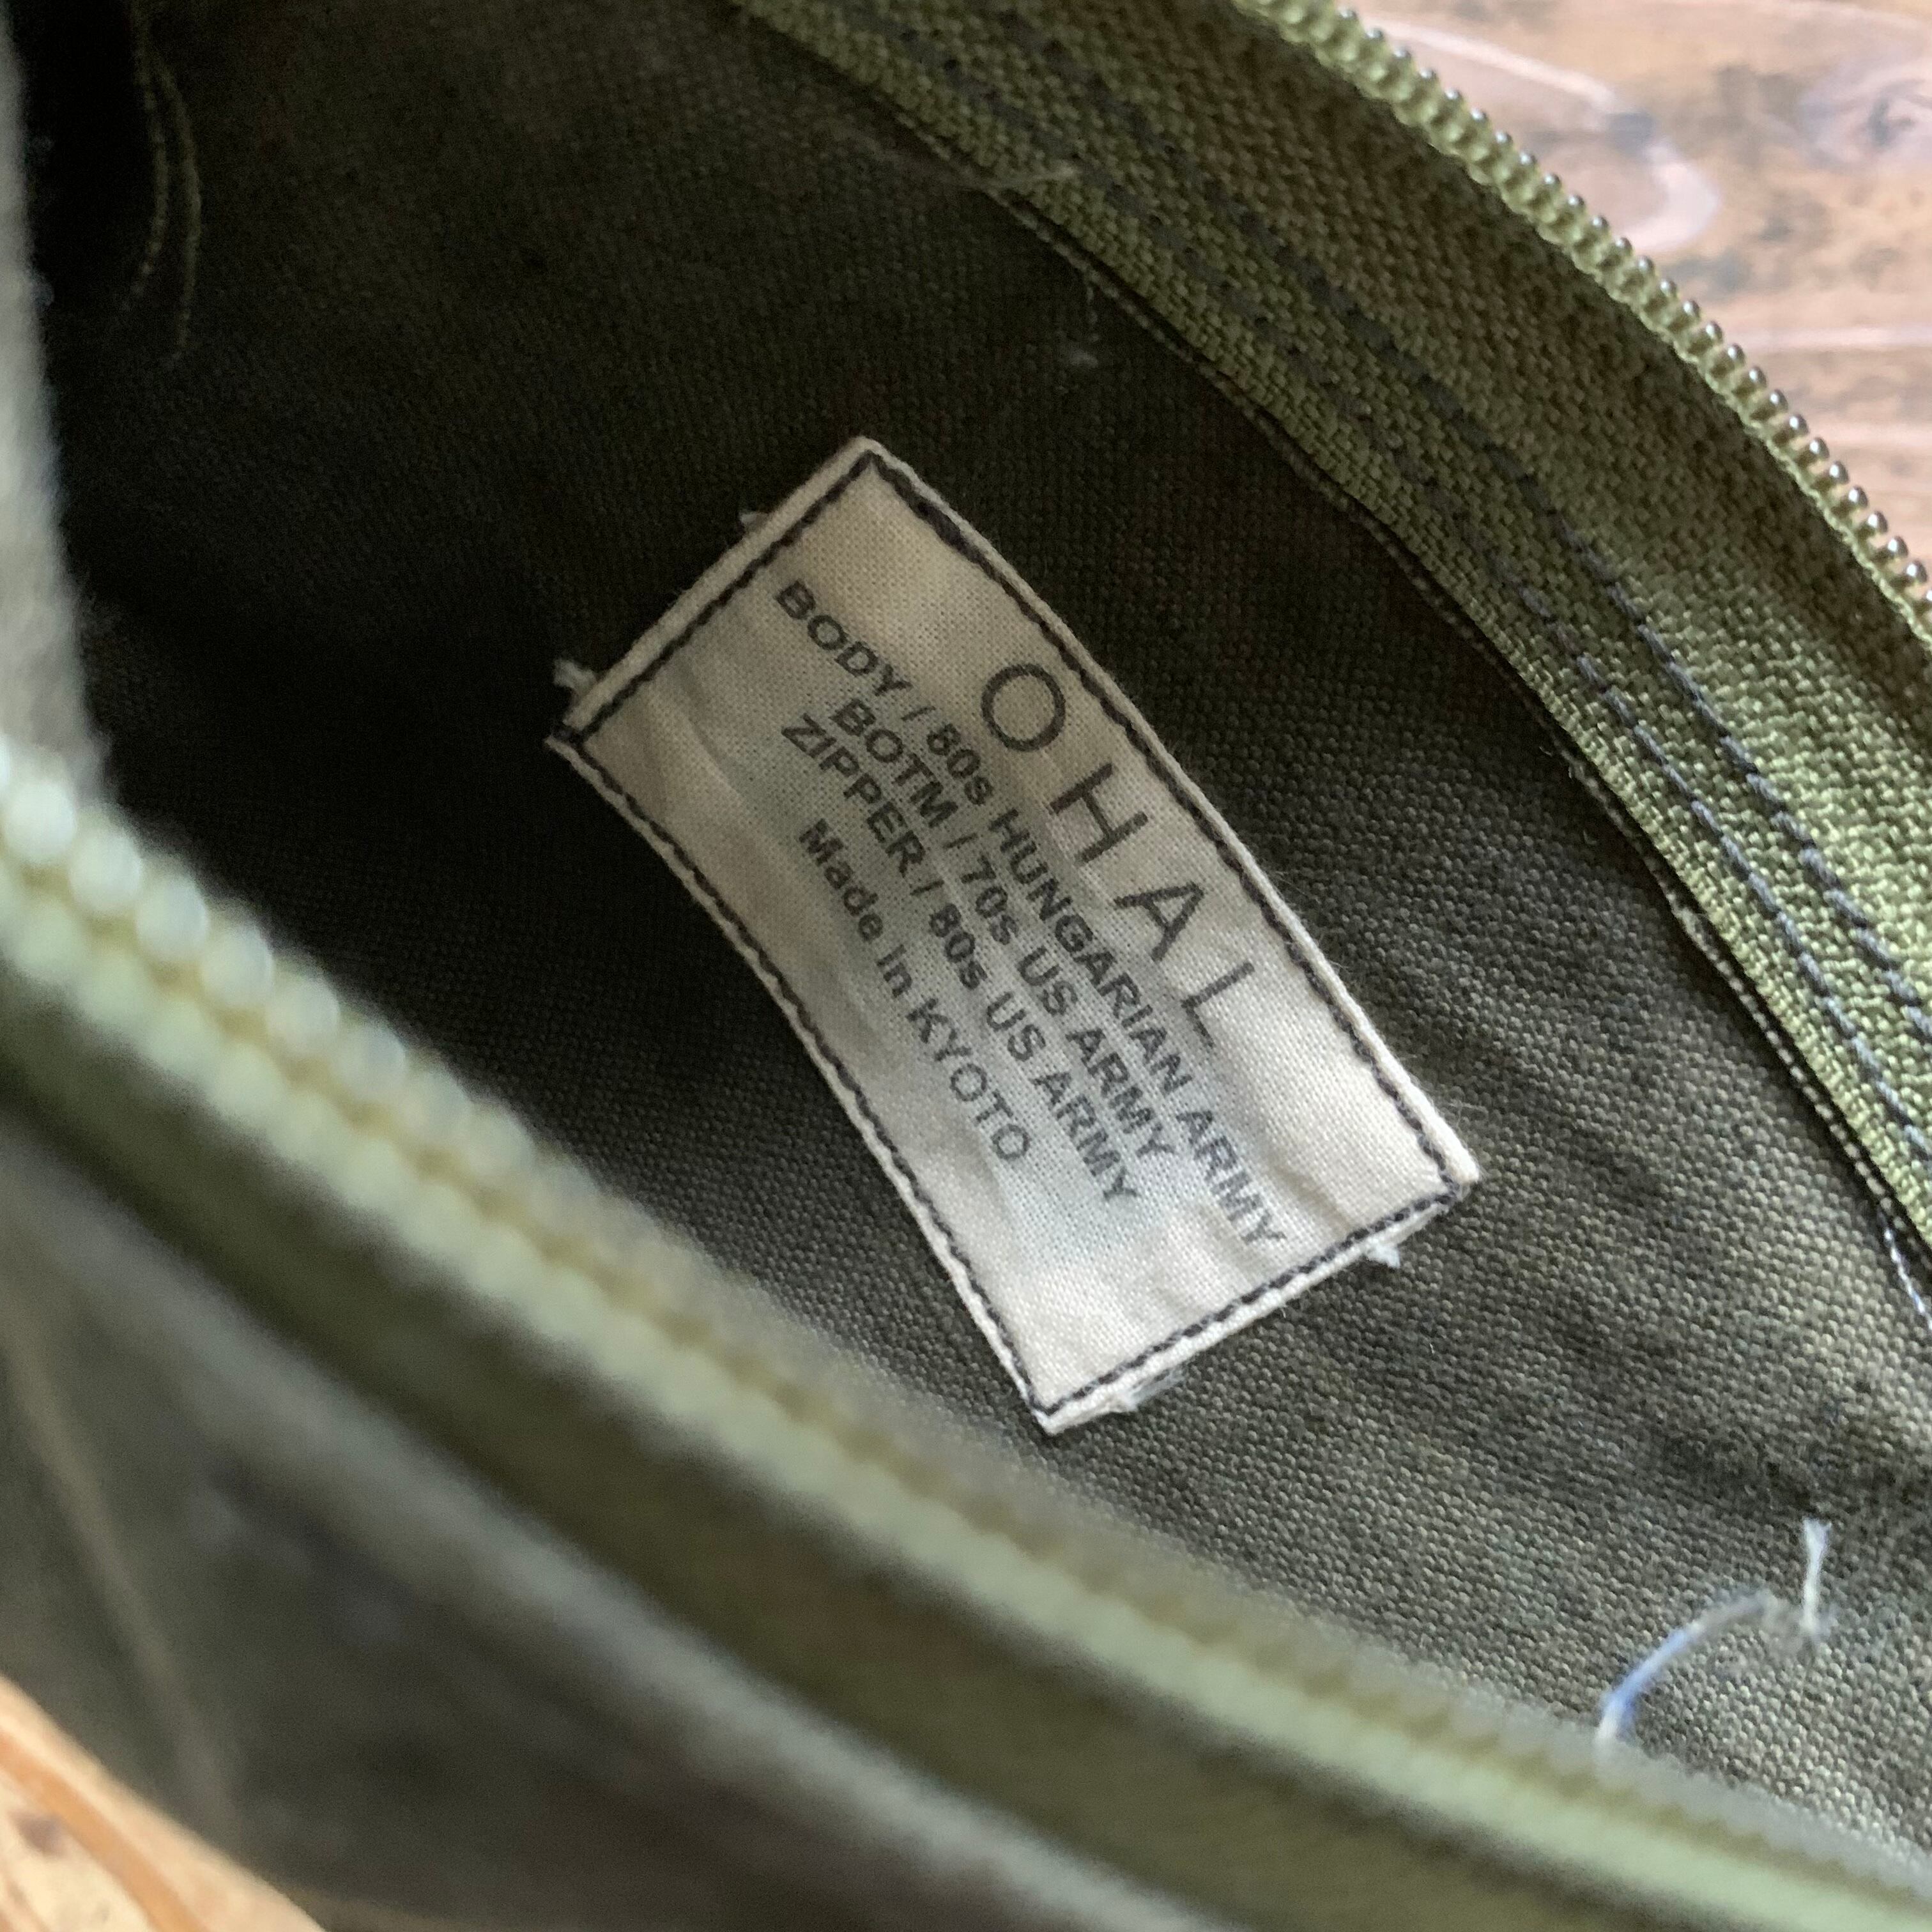 OHAL
BODY / 80s HUNGARIAN ARMY
BOTM / 70s US ARMY
ZIPPER / 80s US ARMY
Made in KYOTO